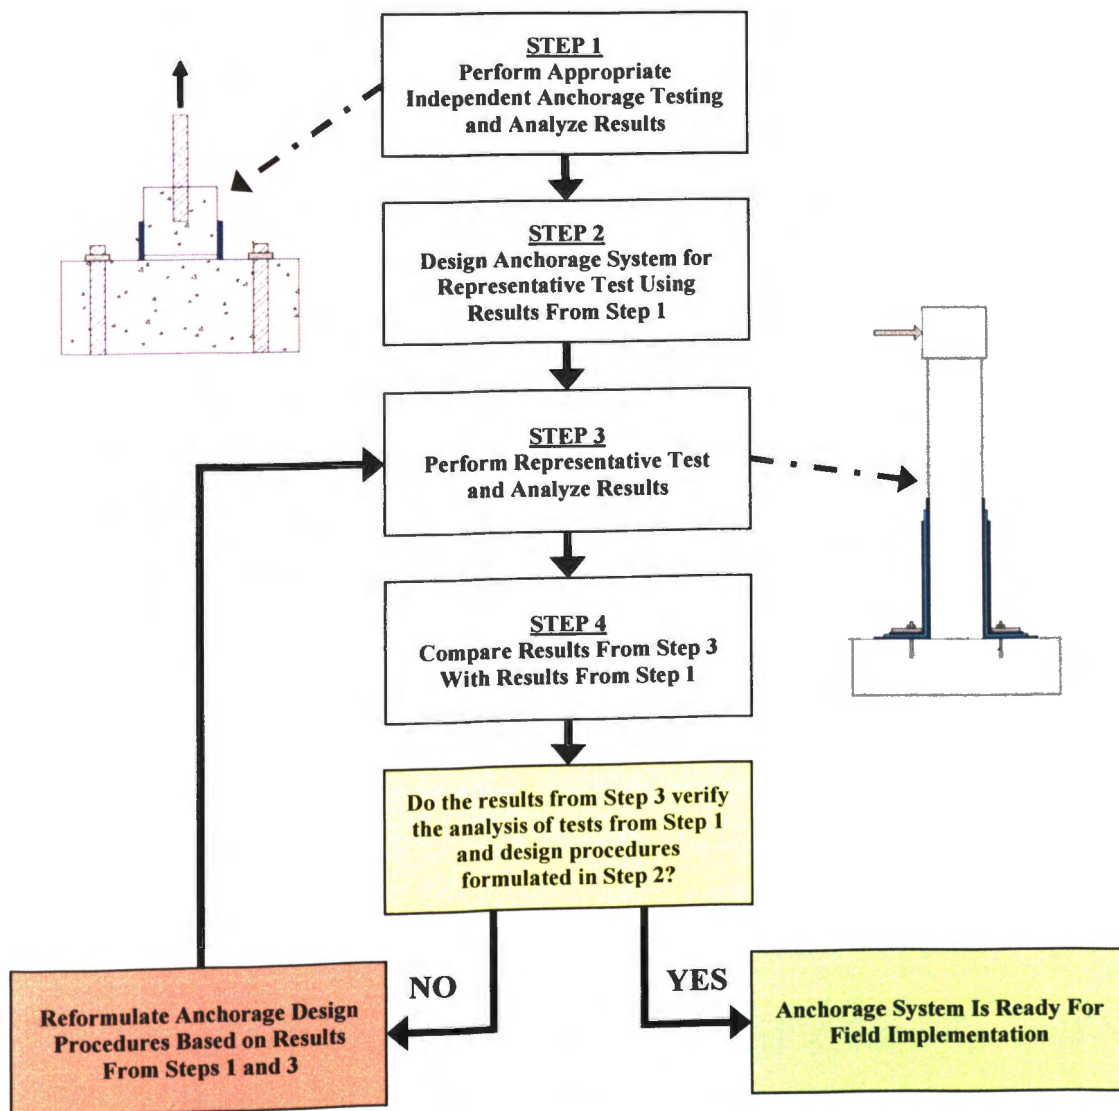 STEP 1
Perform Appropriate
Independent Anchorage Testing
and Analyze Results
STEP 2
Design Anchorage System for
Representative Test Using
Results From Step 1
STEP 3
Perform Representative Test
and Analyze Results
STEP 4
Compare Results From Step 3
With Results From Step 1
Do the results from Step 3 verify
the analysis of tests from Step 1
and design procedures
formulated in Step 2?
NO
YES
Reformulate Anchorage Design
Procedures Based on Results
From Steps 1 and 3
Anchorage System Is Ready For
Field Implementation